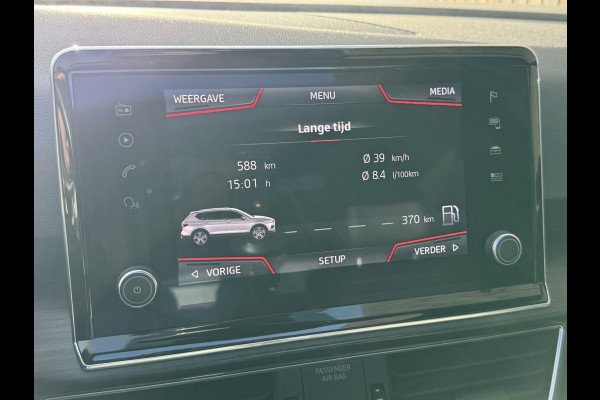 WEERGAVE
MENU
MEDIA
Lange tijd
588 km
Ø 39 km/h
15:01 h
Ø 8.4 l/100km
370 km
VORIGE
SETUP
VERDER
PASSENGER
AIR BAG